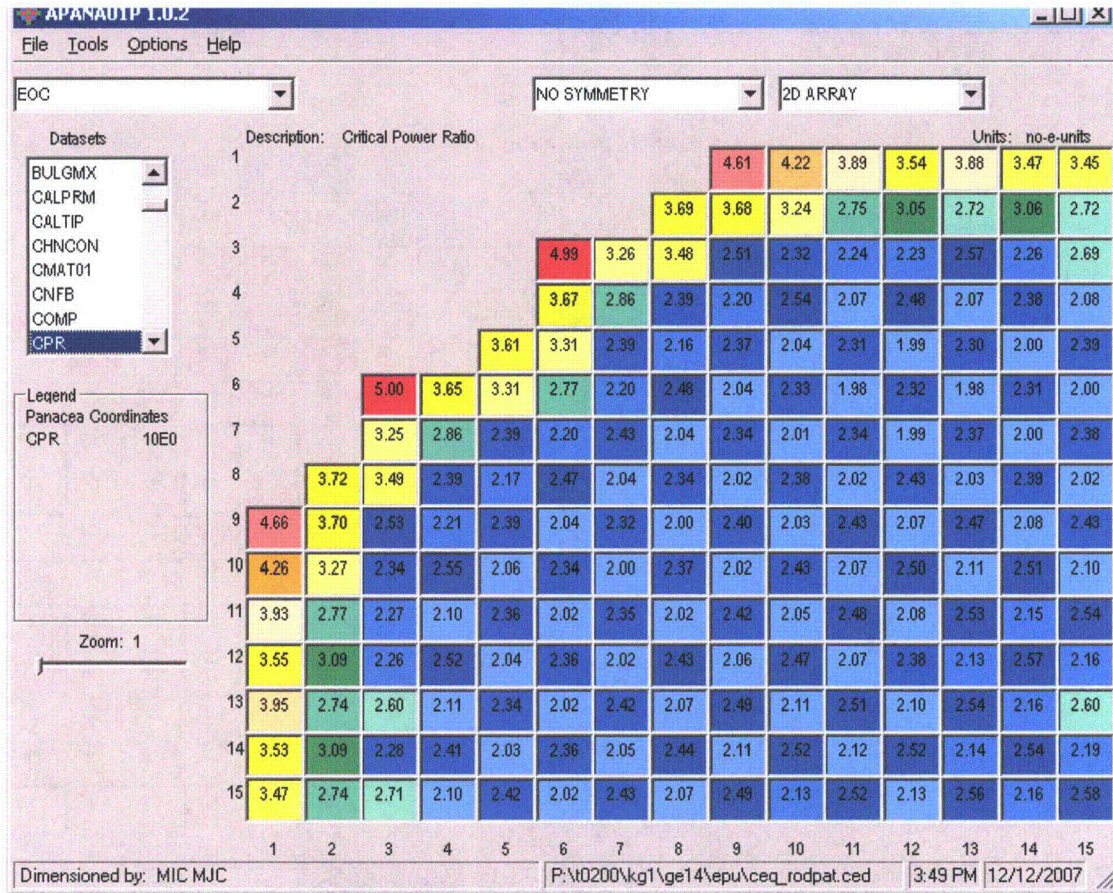 APANA01P 1.0.2
File Tools Options Help
EOC NO SYMMETRY 2D ARRAY
Datasets
BULGMX
CALPRM
CALTIP
CHNCON
CMAT01
CNFB
COMP
CPR
Legend
Panacea Coordinates
CPR 10E0
Zoom: 1
Description: Critical Power Ratio Units: no-e-units
1 4.61 4.22 3.89 3.54 3.88 3.47 3.45
2 3.69 3.68 3.24 2.75 3.05 2.72 3.06 2.72
3 4.99 3.26 3.48 2.51 2.32 2.24 2.23 2.57 2.26 2.69
4 3.67 2.86 2.39 2.20 2.54 2.07 2.48 2.07 2.38 2.08
5 3.61 3.31 2.39 2.16 2.37 2.04 2.31 1.99 2.30 2.00 2.39
6 5.00 3.65 3.31 2.77 2.20 2.48 2.04 2.33 1.98 2.32 1.98 2.31 2.00
7 3.25 2.86 2.39 2.20 2.43 2.04 2.34 2.01 2.34 1.99 2.37 2.00 2.38
8 3.72 3.49 2.39 2.17 2.47 2.04 2.34 2.02 2.38 2.02 2.43 2.03 2.39 2.02
9 4.66 3.70 2.53 2.21 2.39 2.04 2.32 2.00 2.40 2.03 2.43 2.07 2.47 2.08 2.43
10 4.26 3.27 2.34 2.55 2.06 2.34 2.00 2.37 2.02 2.43 2.07 2.50 2.11 2.51 2.10
11 3.93 2.77 2.27 2.10 2.36 2.02 2.35 2.02 2.42 2.05 2.48 2.08 2.53 2.15 2.54
12 3.55 3.09 2.26 2.52 2.04 2.36 2.02 2.43 2.06 2.47 2.07 2.38 2.13 2.57 2.16
13 3.95 2.74 2.60 2.11 2.34 2.02 2.42 2.07 2.49 2.11 2.51 2.10 2.54 2.16 2.60
14 3.53 3.09 2.28 2.41 2.03 2.36 2.05 2.44 2.11 2.52 2.12 2.52 2.14 2.54 2.19
15 3.47 2.74 2.71 2.10 2.42 2.02 2.43 2.07 2.49 2.13 2.52 2.13 2.56 2.16 2.58
1 2 3 4 5 6 7 8 9 10 11 12 13 14 15
Dimensioned by: MIC MJC P:\t0200\kg1\ge14\epu\ceq_rodpat.ced 3:49 PM 12/12/2007